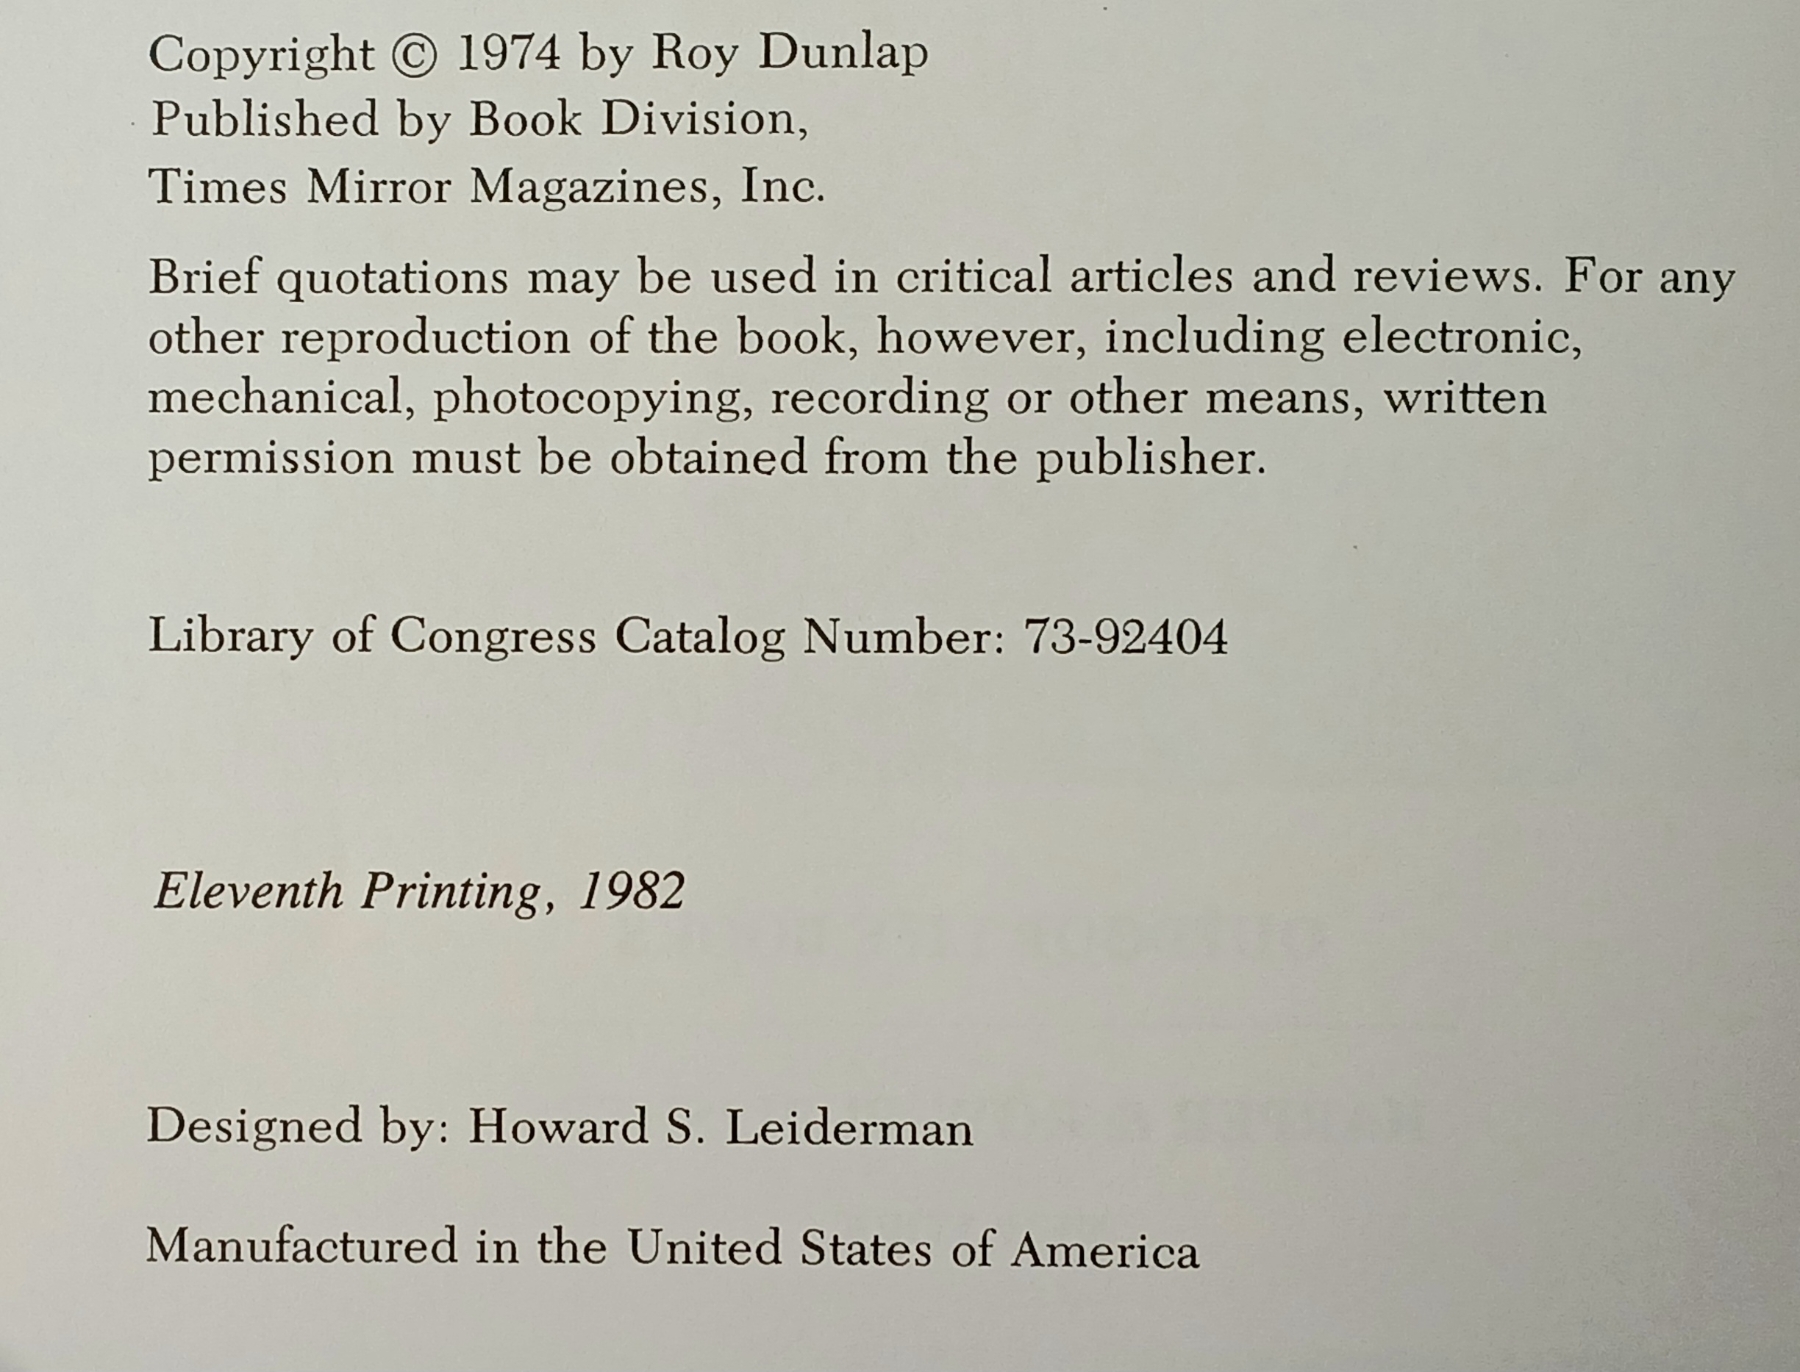 Copyright © 1974 by Roy Dunlap
Published by Book Division,
Times Mirror Magazines, Inc.
Brief quotations may be used in critical articles and reviews. For any
other reproduction of the book, however, including electronic,
mechanical, photocopying, recording or other means, written
permission must be obtained from the publisher.
Library of Congress Catalog Number: 73-92404
Eleventh Printing, 1982
Designed by: Howard S. Leiderman
Manufactured in the United States of America